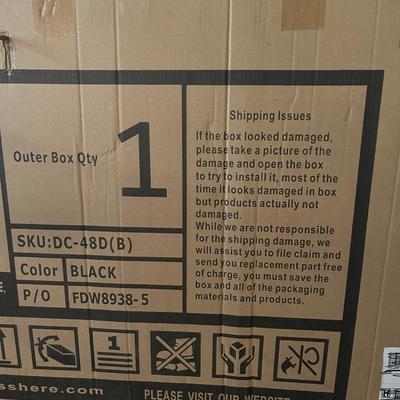 Outer Box Qty
1
SKU:DC-48D(B)
Color
BLACK
P/O
FDW8938-5
Shipping Issues
If the box looked damaged,
please take a picture of the
damage and open the box
to try to install it, most of the
time it looks damaged in box
but products actually not
damaged.
While we are not responsible
for the shipping damage, we
will assist you to file claim and
send you replacement part free
of charge, you must save the
box and all of the packaging
materials and products.
1
sshere.com
PLEASE VISIT OUR WEBSITE